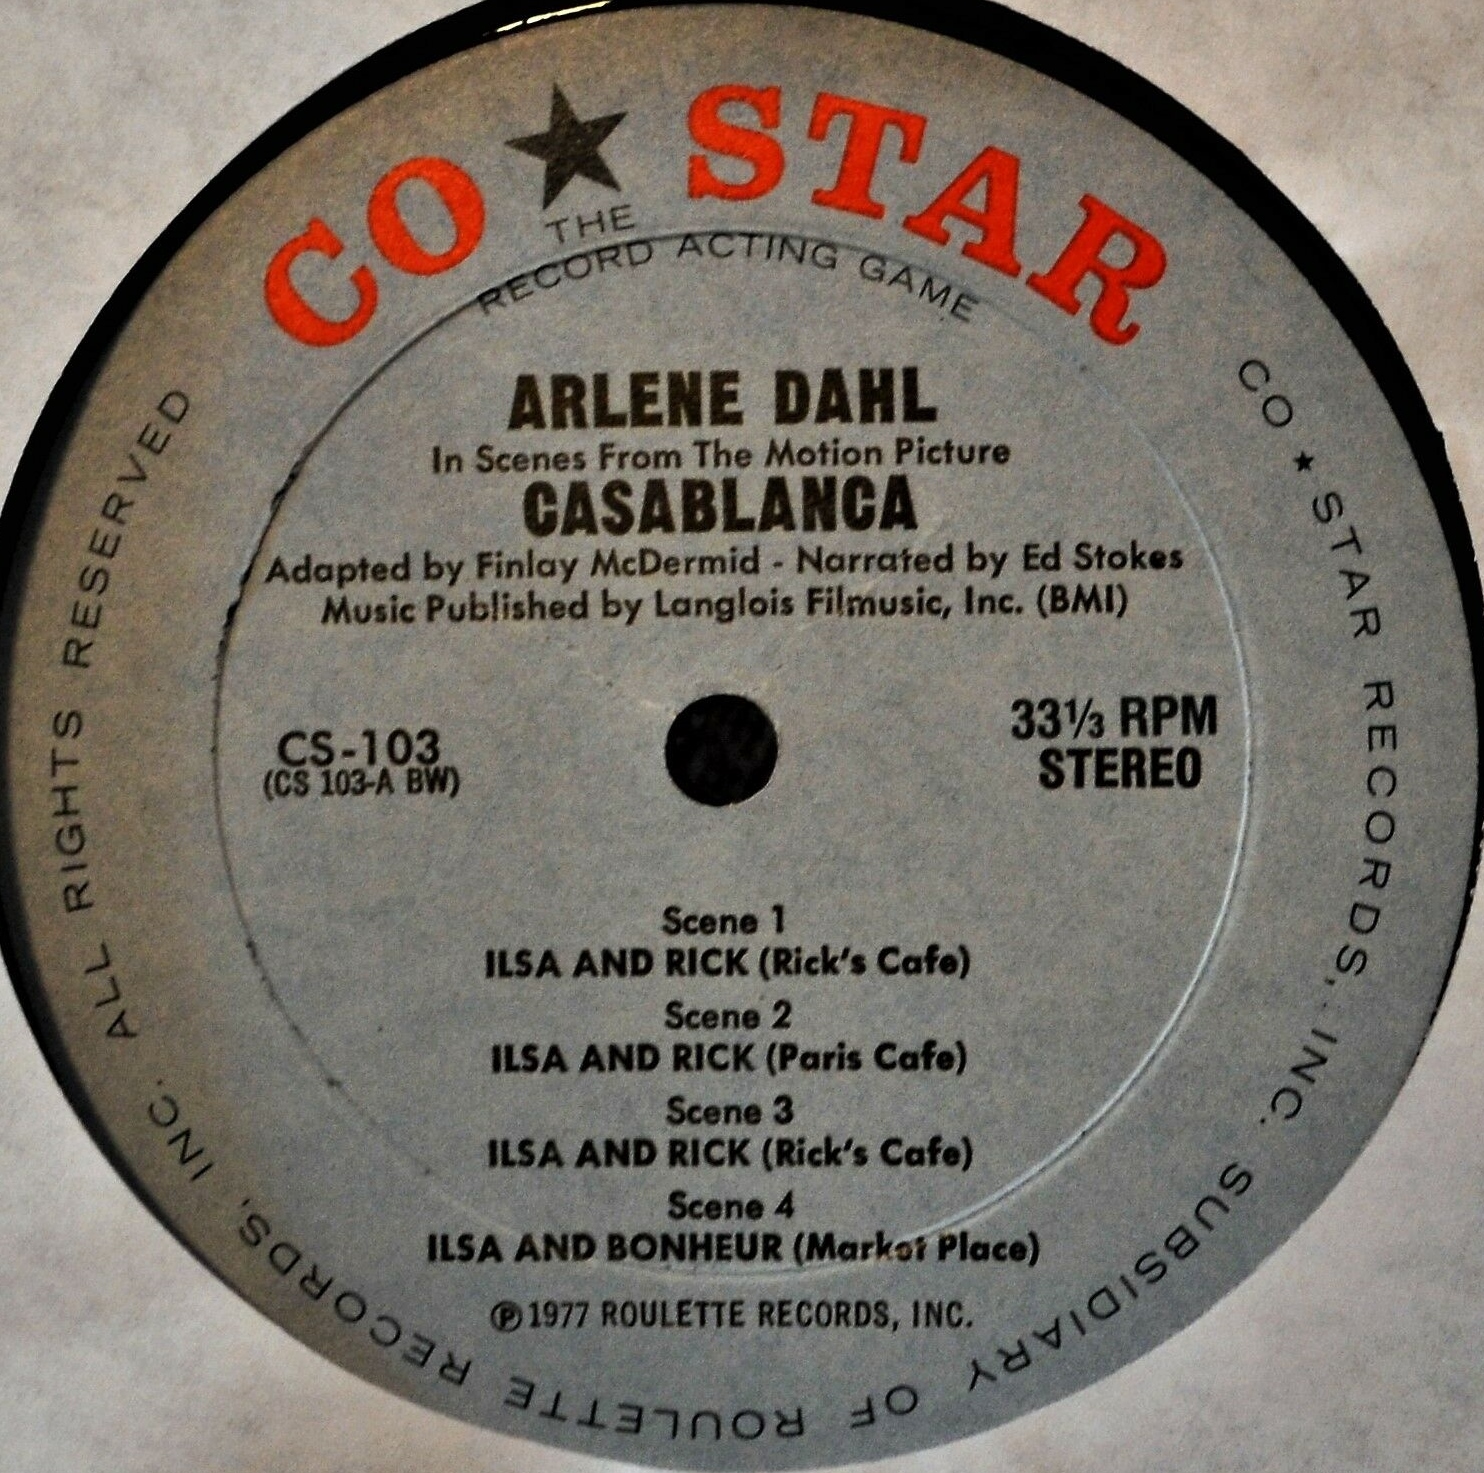 CO★STAR
THE
RECORD ACTING GAME
ARLENE DAHL
In Scenes From The Motion Picture
CASABLANCA
Adapted by Finlay McDermid - Narrated by Ed Stokes
Music Published by Langlois Filmusic, Inc. (BMI)
CS-103
(CS 103-A BW)
33⅓ RPM
STEREO
Scene 1
ILSA AND RICK (Rick's Cafe)
Scene 2
ILSA AND RICK (Paris Cafe)
Scene 3
ILSA AND RICK (Rick's Cafe)
Scene 4
ILSA AND BONHEUR (Market Place)
℗1977 ROULETTE RECORDS, INC.
CO★STAR RECORDS, INC. SUBSIDIARY OF ROULETTE RECORDS, INC. ALL RIGHTS RESERVED